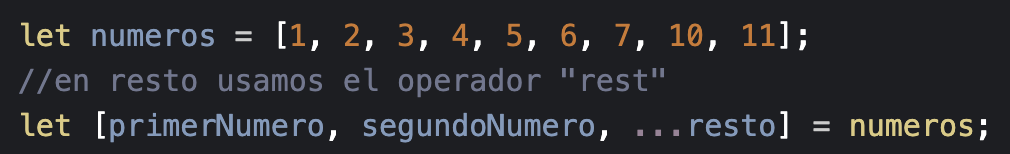 let numeros = [1, 2, 3, 4, 5, 6, 7, 10, 11];
//en resto usamos el operador "rest"
let [primerNumero, segundoNumero, ...resto] = numeros;